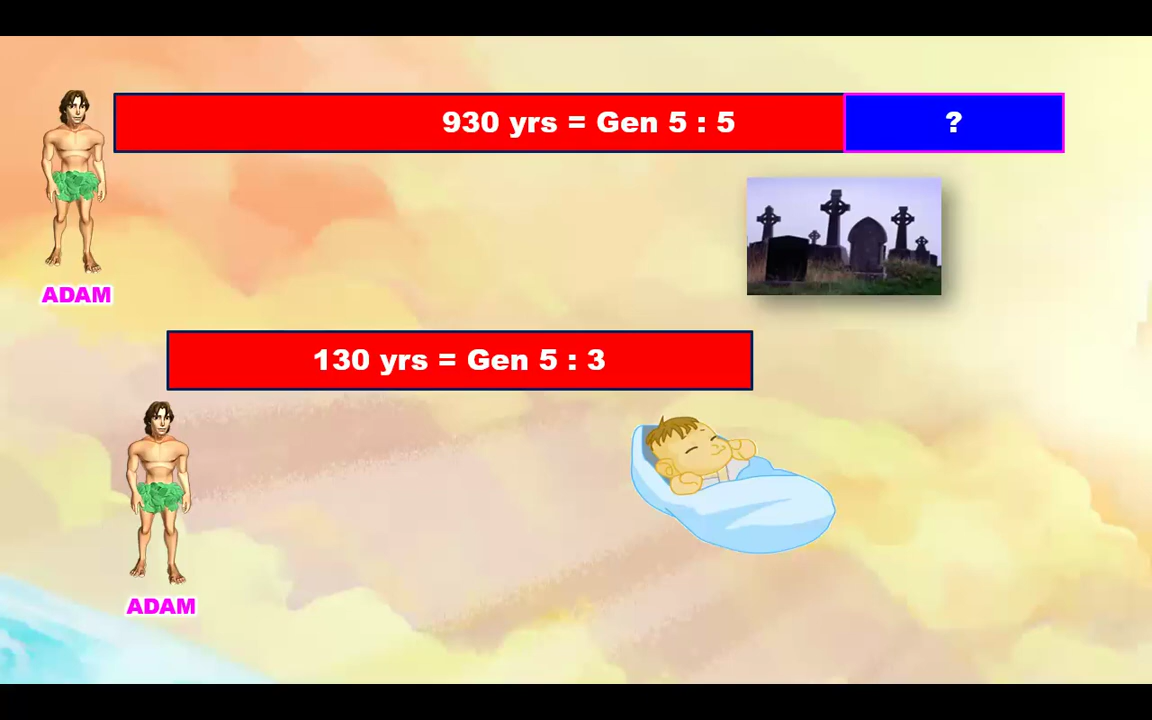 930 yrs = Gen 5 : 5
?
ADAM
130 yrs = Gen 5 : 3
ADAM